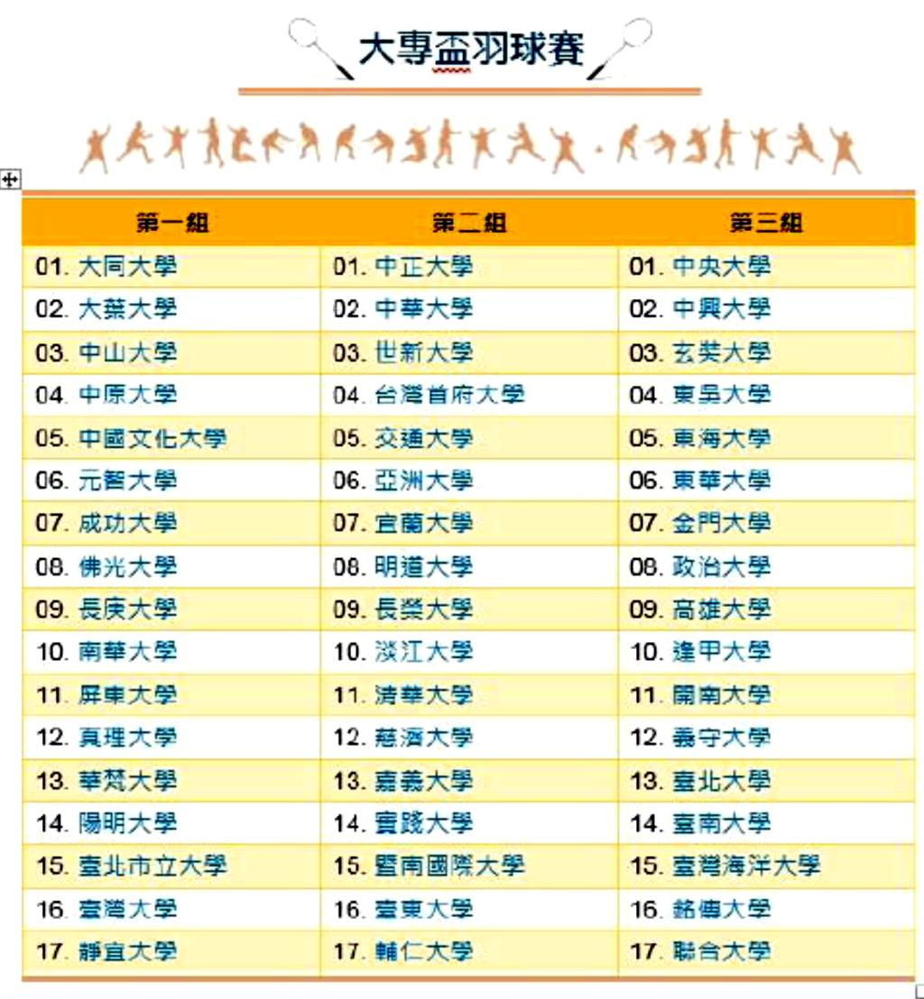 大專盃羽球賽
第一組 第二組 第三組
01. 大同大學 01. 中正大學 01. 中央大學
02. 大葉大學 02. 中華大學 02. 中興大學
03. 中山大學 03. 世新大學 03. 玄奘大學
04. 中原大學 04. 台灣首府大學 04. 東吳大學
05. 中國文化大學 05. 交通大學 05. 東海大學
06. 元智大學 06. 亞洲大學 06. 東華大學
07. 成功大學 07. 宜蘭大學 07. 金門大學
08. 佛光大學 08. 明道大學 08. 政治大學
09. 長庚大學 09. 長榮大學 09. 高雄大學
10. 南華大學 10. 淡江大學 10. 逢甲大學
11. 屏東大學 11. 清華大學 11. 開南大學
12. 真理大學 12. 慈濟大學 12. 義守大學
13. 華梵大學 13. 嘉義大學 13. 臺北大學
14. 陽明大學 14. 實踐大學 14. 臺南大學
15. 臺北市立大學 15. 暨南國際大學 15. 臺灣海洋大學
16. 臺灣大學 16. 臺東大學 16. 銘傳大學
17. 靜宜大學 17. 輔仁大學 17. 聯合大學